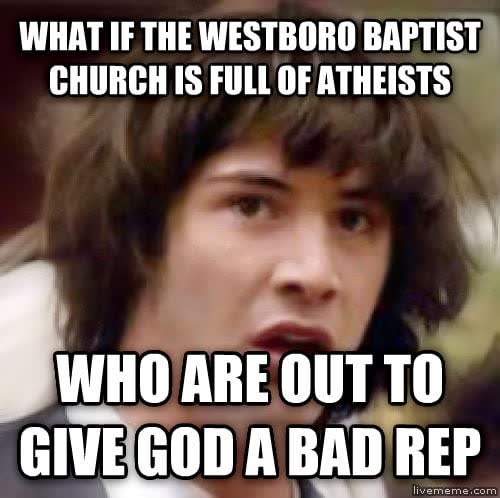 WHAT IF THE WESTBORO BAPTIST
CHURCH IS FULL OF ATHEISTS
WHO ARE OUT TO
GIVE GOD A BAD REP
livememe.com